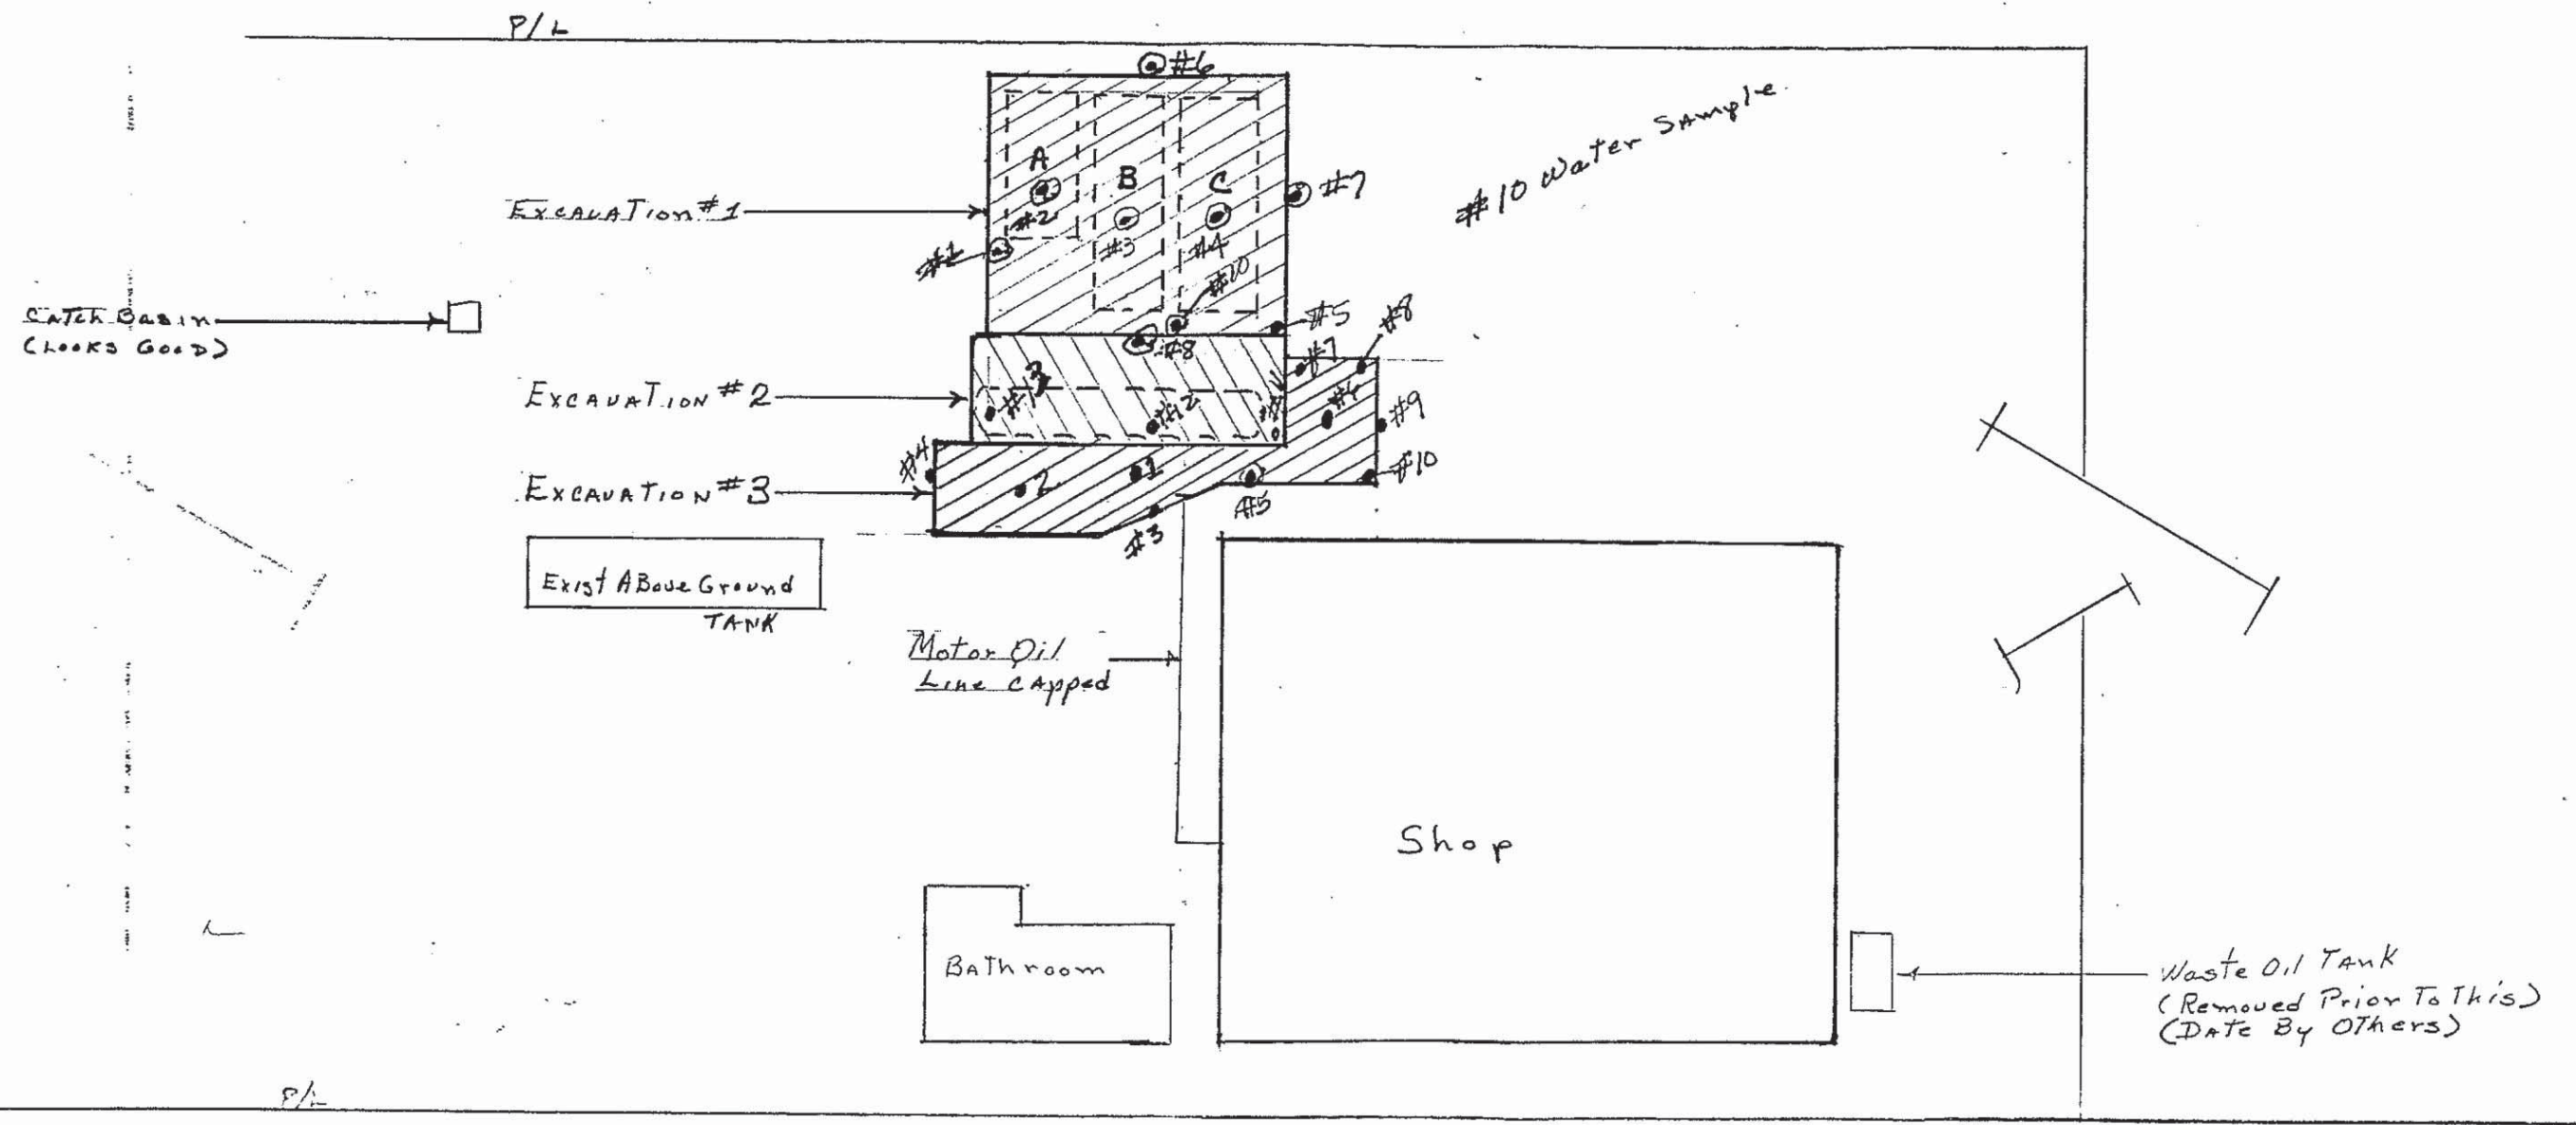 P/L
#6
A
B
C
#7
#10 Water Sample
Excavation #1
#2
#3
#4
#1
#10
Catch Basin
(Looks Good)
#5
#8
#8
#7
Excavation #2
#3
#2
#1
#6
#9
#4
2
1
#10
Excavation #3
#5
#3
Exist Above Ground
TANK
Motor Oil
Line Capped
Shop
Bathroom
Waste Oil Tank
(Removed Prior To This)
(Date By Others)
P/L